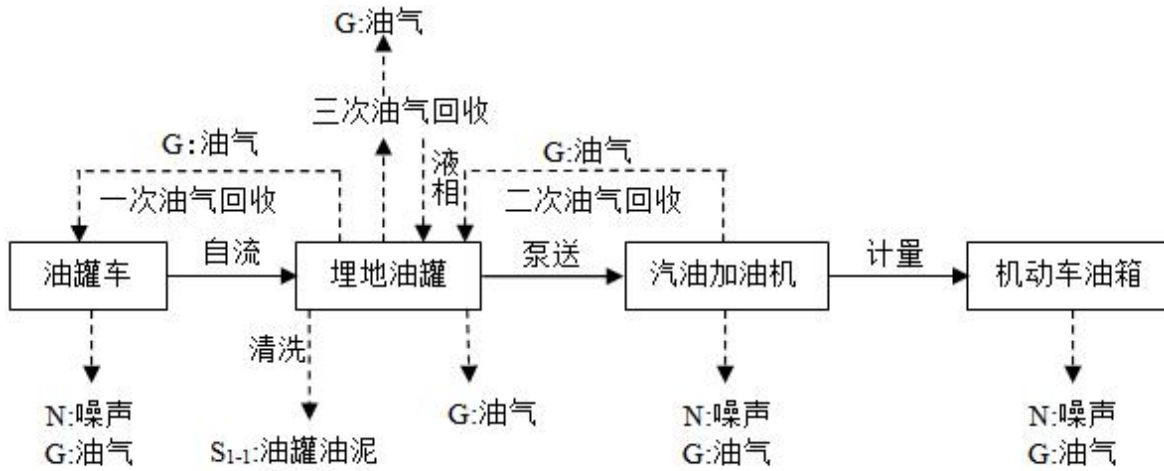 G:油气
三次油气回收
G:油气
液相
G:油气
一次油气回收
二次油气回收
油罐车
自流
埋地油罐
泵送
汽油加油机
计量
机动车油箱
清洗
N:噪声
G:油气
S1-1:油罐油泥
G:油气
N:噪声
G:油气
N:噪声
G:油气